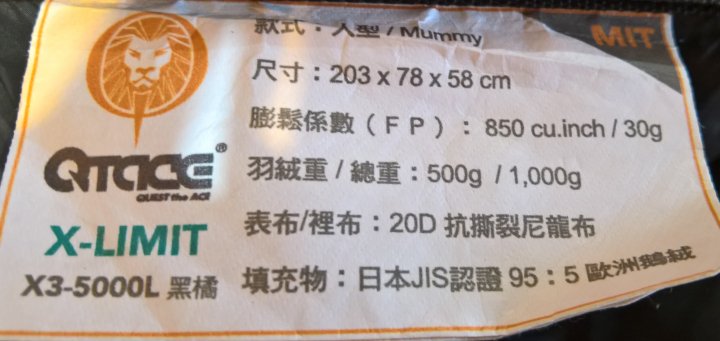 款式：人型 / Mummy
MIT
尺寸：203 x 78 x 58 cm
膨鬆係數（ＦＰ）：850 cu.inch / 30g
QTACE®
QUEST the ACE
羽絨重 / 總重：500g / 1,000g
X-LIMIT
表布/裡布：20D 抗撕裂尼龍布
X3-5000L 黑橘
填充物：日本JIS認證 95：5 歐洲鵝絨